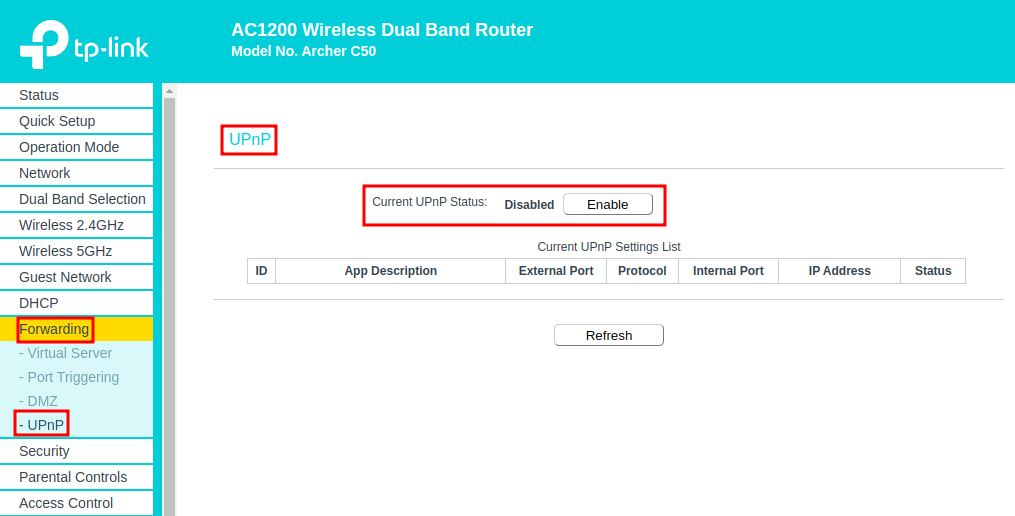 tp-link
AC1200 Wireless Dual Band Router
Model No. Archer C50
Status
Quick Setup
Operation Mode
Network
Dual Band Selection
Wireless 2.4GHz
Wireless 5GHz
Guest Network
DHCP
Forwarding
- Virtual Server
- Port Triggering
- DMZ
- UPnP
Security
Parental Controls
Access Control
UPnP
Current UPnP Status: Disabled Enable
Current UPnP Settings List
ID App Description External Port Protocol Internal Port IP Address Status
Refresh